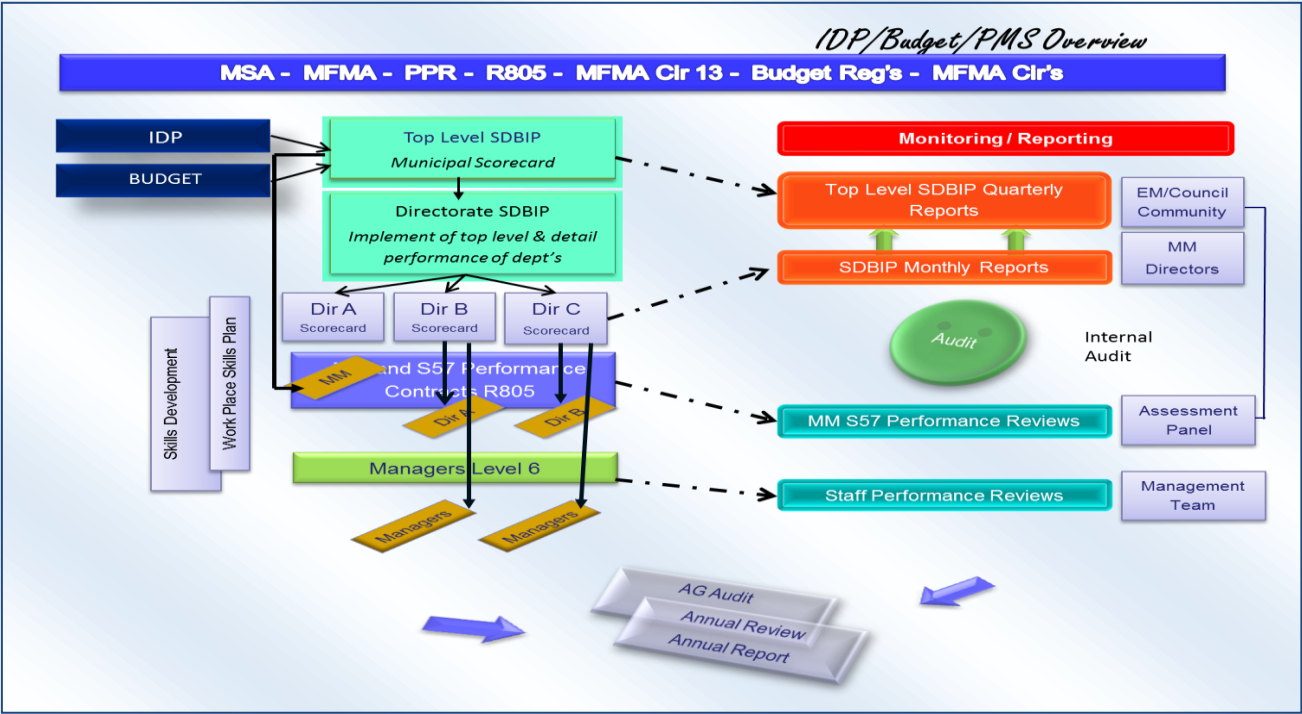 IDP/Budget/PMS Overview
MSA - MFMA - PPR - R805 - MFMA Cir 13 - Budget Reg's - MFMA Cir's
IDP
BUDGET
Top Level SDBIP
Municipal Scorecard
Directorate SDBIP
Implement of top level & detail
performance of dept's
Dir A
Scorecard
Dir B
Scorecard
Dir C
Scorecard
and S57 Performance
Contracts R805
MM
Dir A
Dir B
Managers Level 6
Managers
Managers
Skills Development
Work Place Skills Plan
Monitoring / Reporting
Top Level SDBIP Quarterly
Reports
SDBIP Monthly Reports
EM/Council
Community
MM
Directors
Audit
Internal
Audit
MM S57 Performance Reviews
Assessment
Panel
Staff Performance Reviews
Management
Team
AG Audit
Annual Review
Annual Report